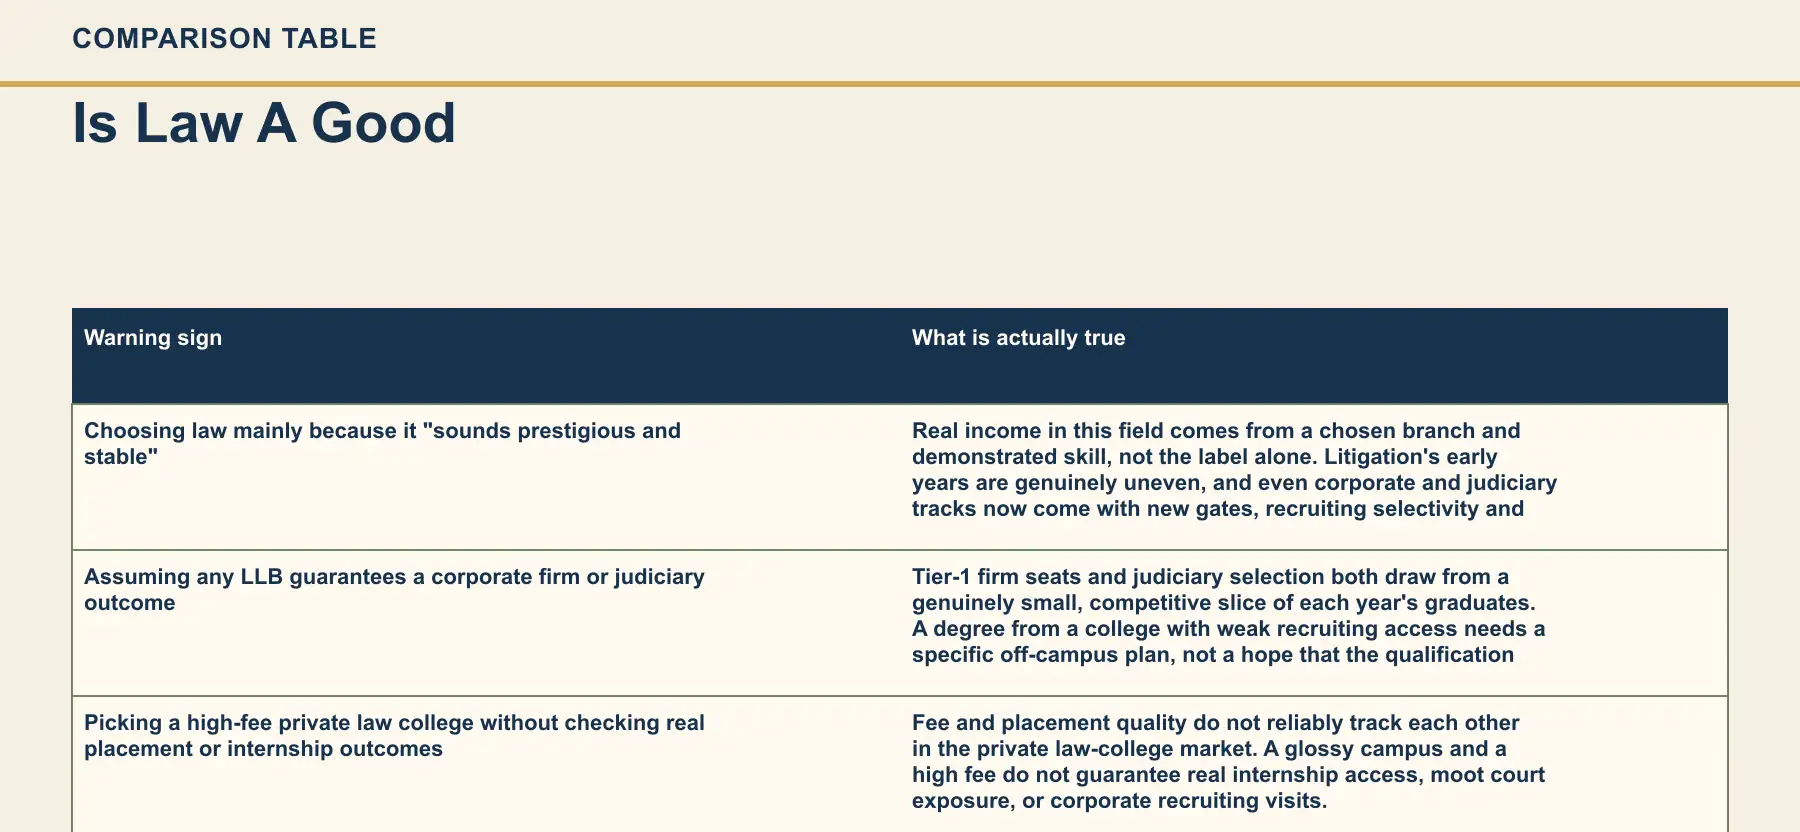 COMPARISON TABLE
Is Law A Good
Warning sign
What is actually true
Choosing law mainly because it "sounds prestigious and
stable"
Real income in this field comes from a chosen branch and
demonstrated skill, not the label alone. Litigation's early
years are genuinely uneven, and even corporate and judiciary
tracks now come with new gates, recruiting selectivity and
Assuming any LLB guarantees a corporate firm or judiciary
outcome
Tier-1 firm seats and judiciary selection both draw from a
genuinely small, competitive slice of each year's graduates.
A degree from a college with weak recruiting access needs a
specific off-campus plan, not a hope that the qualification
Picking a high-fee private law college without checking real
placement or internship outcomes
Fee and placement quality do not reliably track each other
in the private law-college market. A glossy campus and a
high fee do not guarantee real internship access, moot court
exposure, or corporate recruiting visits.